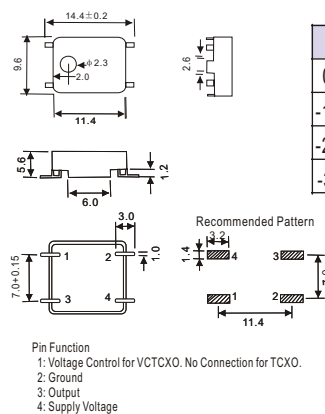 14.4±0.2
9.6
φ2.3
2.0
11.4
2.6
5.6
1.2
6.0
3.0
1.0
7.0+0.15
1 2
3 4
Recommended Pattern
3.2
1.4
4 3
1 2
11.4
Pin Function
1: Voltage Control for VCTCXO. No Connection for TCXO.
2: Ground
3: Output
4: Supply Voltage